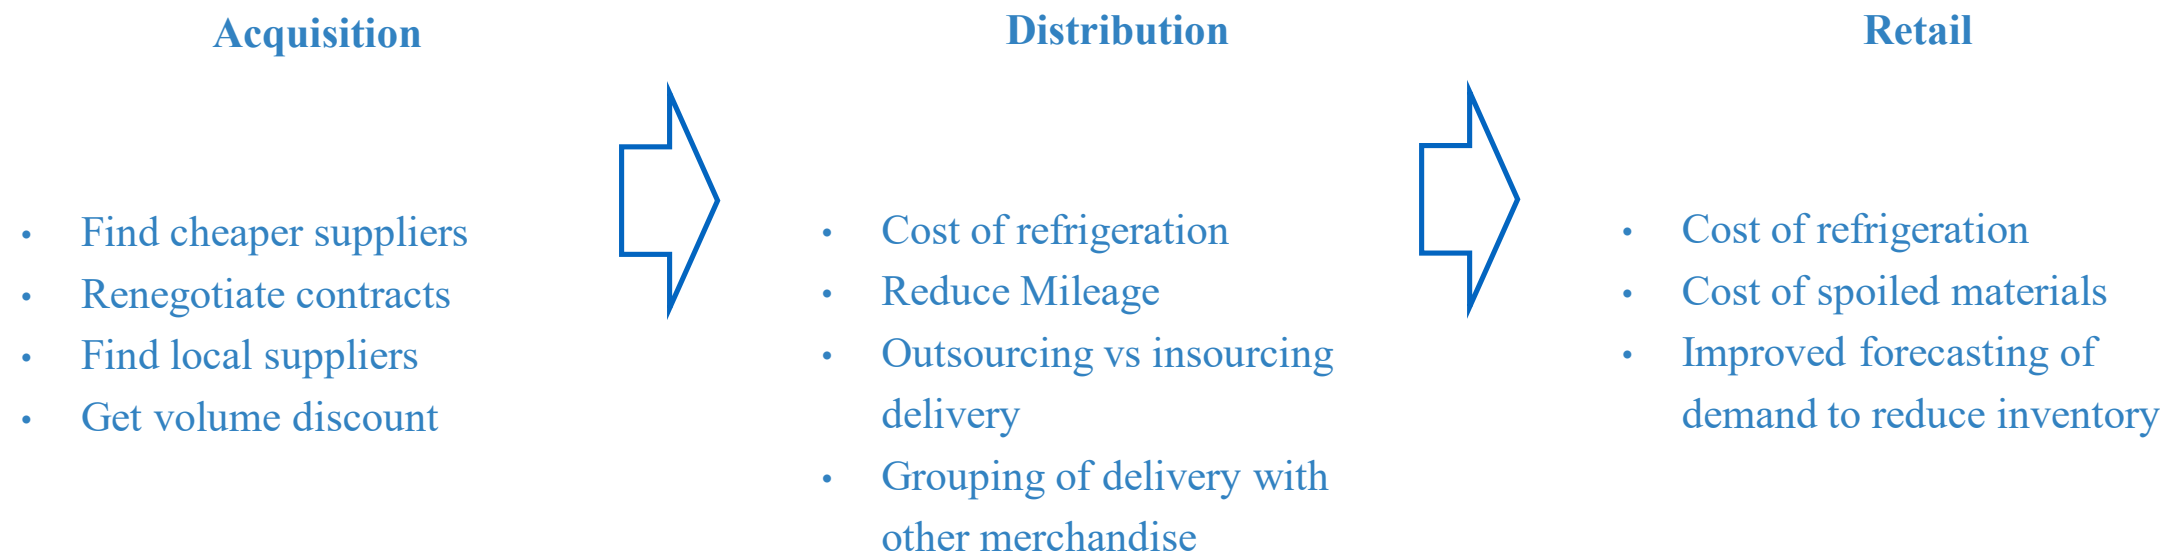 Acquisition
• Find cheaper suppliers
• Renegotiate contracts
• Find local suppliers
• Get volume discount
Distribution
• Cost of refrigeration
• Reduce Mileage
• Outsourcing vs insourcing
delivery
• Grouping of delivery with
other merchandise
Retail
• Cost of refrigeration
• Cost of spoiled materials
• Improved forecasting of
demand to reduce inventory